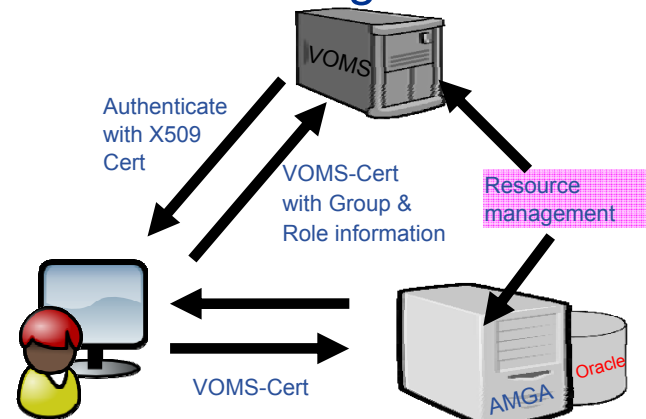 VOMS
Authenticate
with X509
Cert
VOMS-Cert
with Group &
Role information
Resource
management
VOMS-Cert
Oracle
AMGA